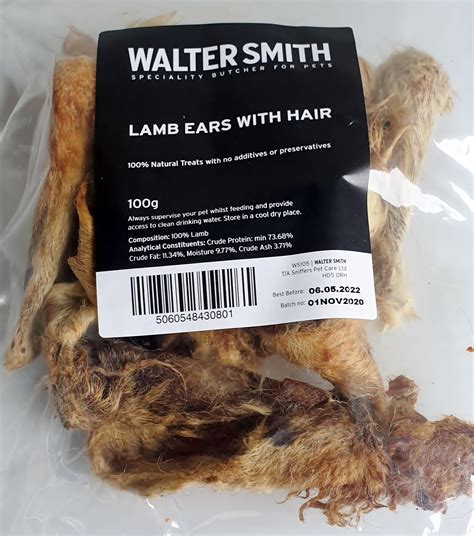 WALTER SMITH
SPECIALITY BUTCHER FOR PETS
LAMB EARS WITH HAIR
100% Natural Treats with no additives or preservatives
100g
Always supervise your pet whilst feeding and provide
access to clean drinking water. Store in a cool dry place.
Composition: 100% Lamb
Analytical Constituents: Crude Protein: min 73.68%
Crude Fat: 11.34%, Moisture 9.77%, Crude Ash 3.71%
WS105 | WALTER SMITH
T/A Sniffers Pet Care Ltd
HD5 0RH
Best Before: 06.05.2022
Batch no: 01NOV2020
5060548430801